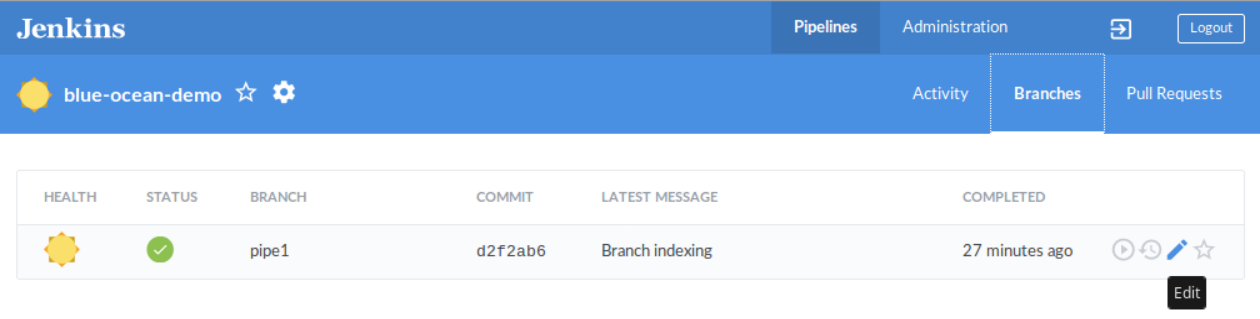 Jenkins Pipelines Administration Logout
blue-ocean-demo Activity Branches Pull Requests
HEALTH STATUS BRANCH COMMIT LATEST MESSAGE COMPLETED
pipe1 d2f2ab6 Branch indexing 27 minutes ago
Edit